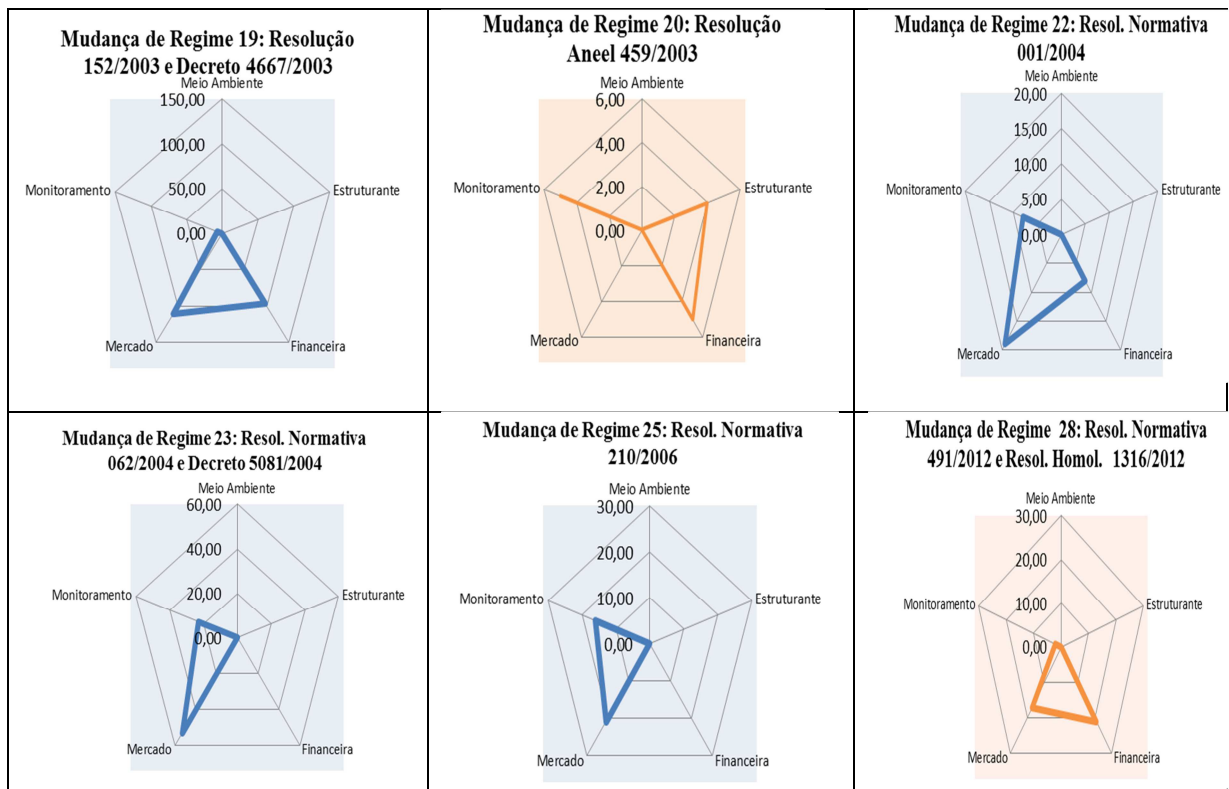 Mudança de Regime 19: Resolução
152/2003 e Decreto 4667/2003
Meio Ambiente
150,00
100,00
50,00
0,00
Monitoramento
Estruturante
Mercado
Financeira
Mudança de Regime 20: Resolução
Aneel 459/2003
Meio Ambiente
6,00
4,00
2,00
0,00
Monitoramento
Estruturante
Mercado
Financeira
Mudança de Regime 22: Resol. Normativa
001/2004
Meio Ambiente
20,00
15,00
10,00
5,00
0,00
Monitoramento
Estruturante
Mercado
Financeira
Mudança de Regime 23: Resol. Normativa
062/2004 e Decreto 5081/2004
Meio Ambiente
60,00
40,00
20,00
0,00
Monitoramento
Estruturante
Mercado
Financeira
Mudança de Regime 25: Resol. Normativa
210/2006
Meio Ambiente
30,00
20,00
10,00
0,00
Monitoramento
Estruturante
Mercado
Financeira
Mudança de Regime 28: Resol. Normativa
491/2012 e Resol. Homol. 1316/2012
Meio Ambiente
30,00
20,00
10,00
0,00
Monitoramento
Estruturante
Mercado
Financeira